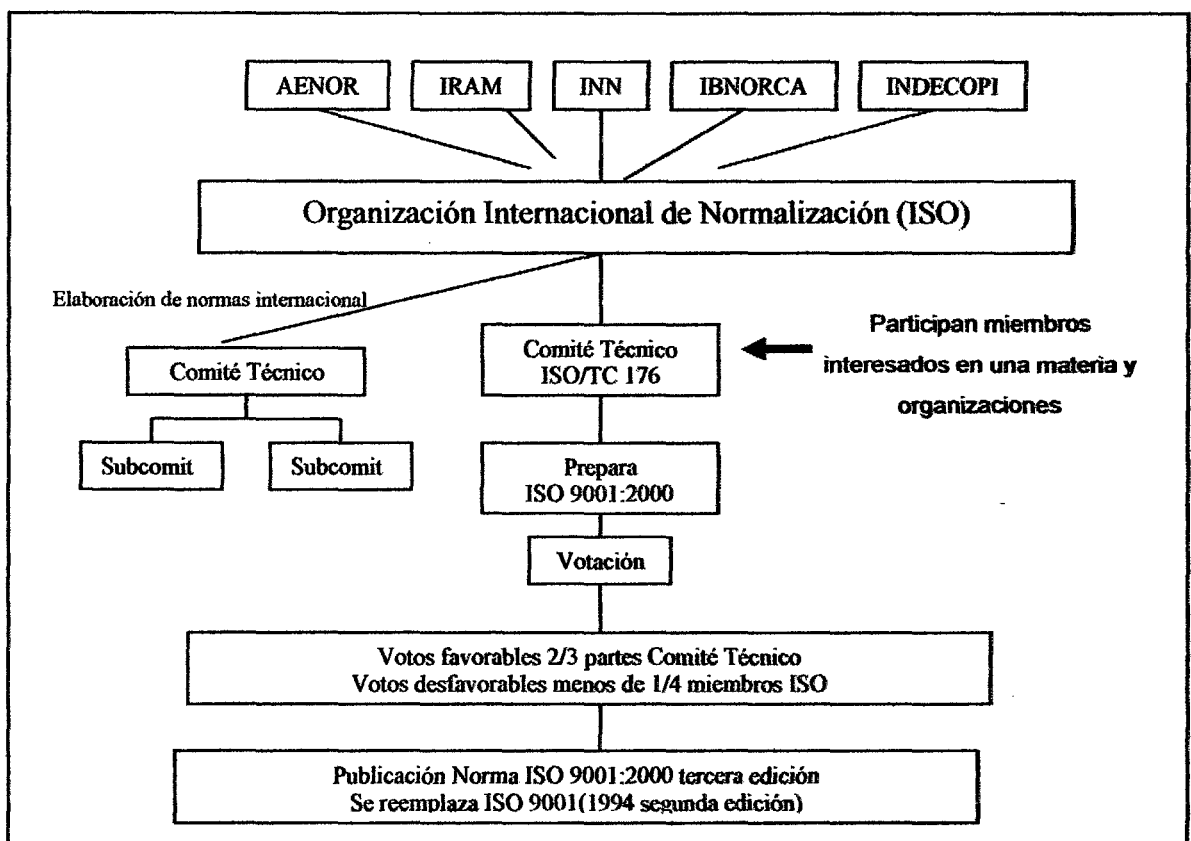 AENOR
IRAM
INN
IBNORCA
INDECOPI
Organización Internacional de Normalización (ISO)
Elaboración de normas internacional
Comité Técnico
Subcomit
Subcomit
Comité Técnico
ISO/TC 176
Participan miembros
interesados en una materia y
organizaciones
Prepara
ISO 9001:2000
Votación
Votos favorables 2/3 partes Comité Técnico
Votos desfavorables menos de 1/4 miembros ISO
Publicación Norma ISO 9001:2000 tercera edición
Se reemplaza ISO 9001(1994 segunda edición)